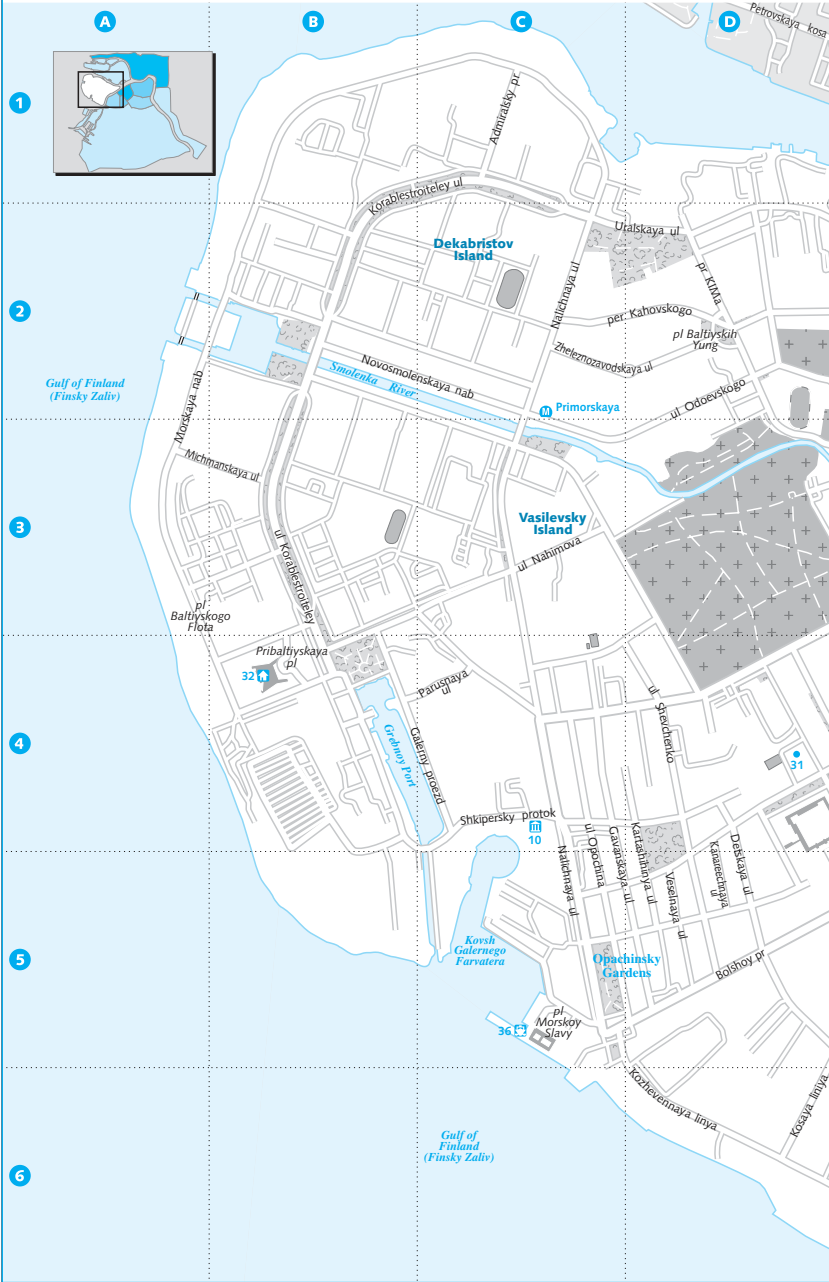 A
B
C
D
1
2
3
4
5
6
Petrovskaya kosa
Admiralsky pr
Korablestroiteley ul
Uralskaya ul
Dekabristov
Island
Nalichnaya ul
pr KIMa
per Kahovskogo
pl Baltiyskih
Yung
Zheleznozavodskaya ul
Novosmolenskaya nab
Smolenka River
Gulf of Finland
(Finsky Zaliv)
Morskaya nab
ul Odoevskogo
M Primorskaya
Michmanskaya ul
Vasilevsky
Island
ul Nahimova
ul Korablestroiteley
pl
Baltiyskogo
Flota
Pribaltiyskaya
pl
32
Parusnaya
ul
ul Shevchenko
Grebnoy Port
Galerny proezd
31
Shkipersky protok
10
Nalichnaya ul
ul Opochina
Gavanskaya ul
Kartashihinya ul
Veselnaya ul
Kanareechnaya
ul
Detskaya ul
Kovsh
Galernego
Farvatera
Opachinsky
Gardens
Bolshoy pr
36
pl
Morskoy
Slavy
Kozhevennaya linya
Kosaya liniya
Gulf of
Finland
(Finsky Zaliv)